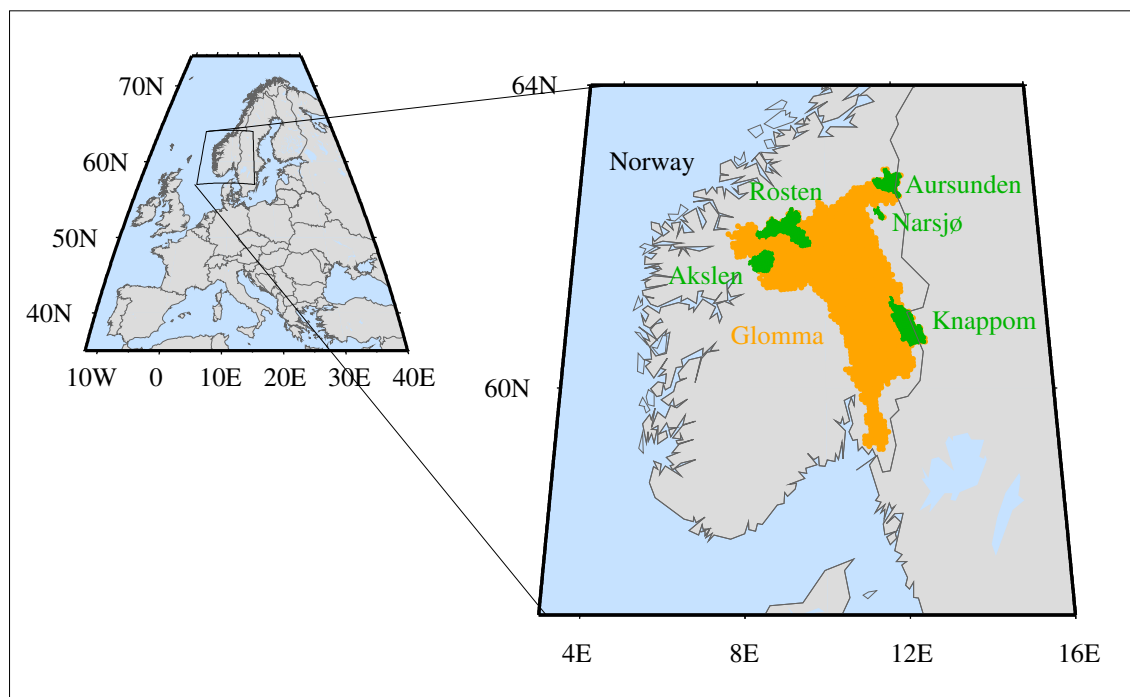 70N
60N
50N
40N
10W 0 10E 20E 30E 40E
64N
60N
Norway
Rosten
Aursunden
Narsjø
Akslen
Glomma
Knappom
4E 8E 12E 16E